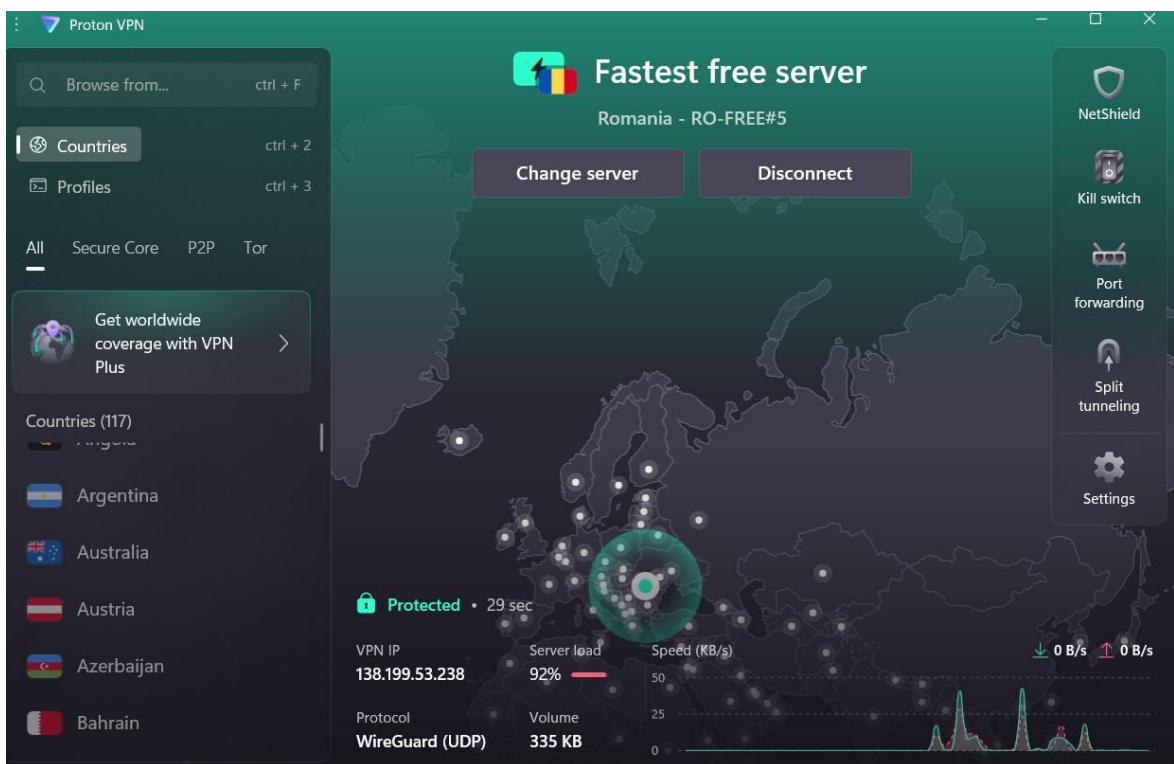 Proton VPN
Browse from...
ctrl + F
Countries
ctrl + 2
Profiles
ctrl + 3
All
Secure Core
P2P
Tor
Get worldwide
coverage with VPN
Plus
Countries (117)
Angola
Argentina
Australia
Austria
Azerbaijan
Bahrain
Fastest free server
Romania - RO-FREE#5
Change server
Disconnect
Protected • 29 sec
VPN IP
138.199.53.238
Server load
92%
Protocol
WireGuard (UDP)
Volume
335 KB
Speed (KB/s)
0 B/s
0 B/s
50
25
0
NetShield
Kill switch
Port
forwarding
Split
tunneling
Settings